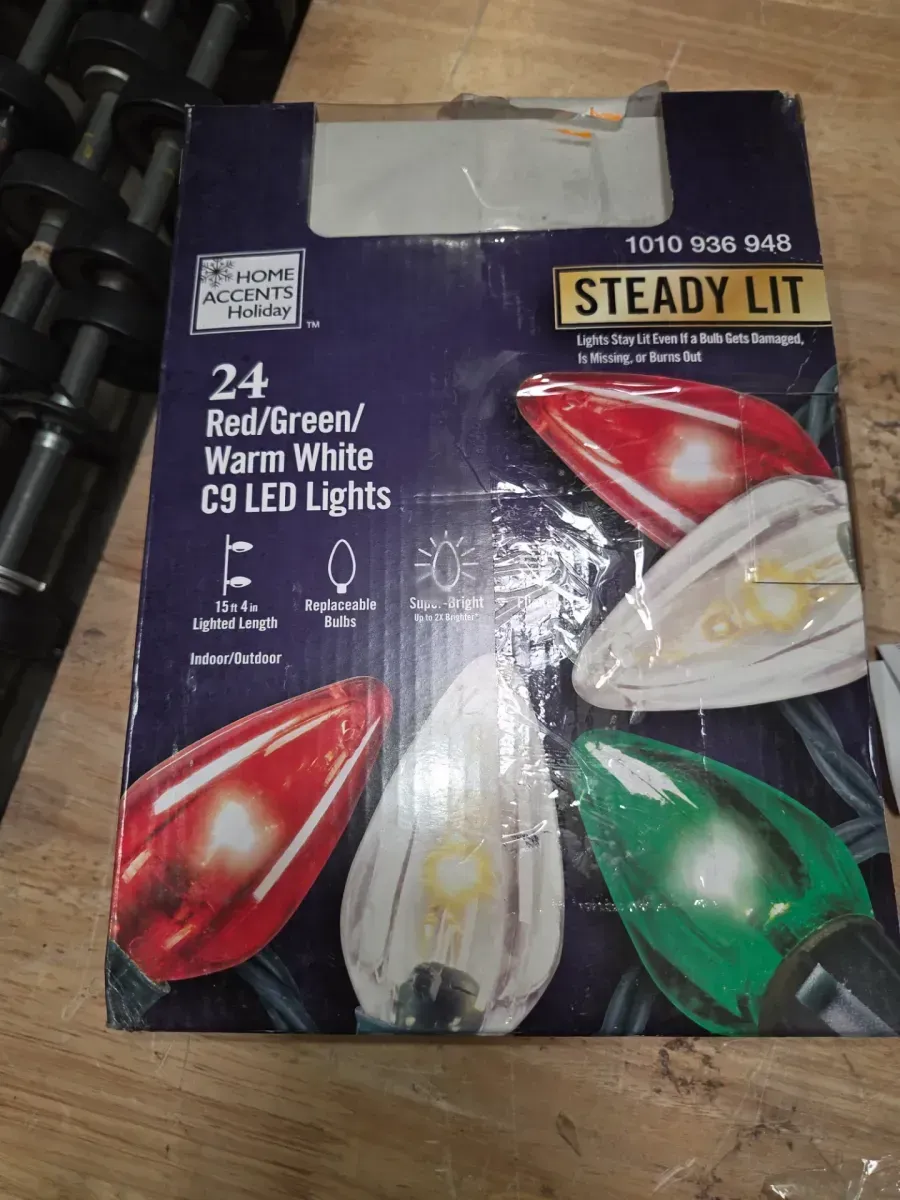 1010 936 948
HOME
ACCENTS
Holiday
TM
STEADY LIT
Lights Stay Lit Even If a Bulb Gets Damaged,
Is Missing, or Burns Out
24
Red/Green/
Warm White
C9 LED Lights
15 ft 4 in
Lighted Length
Replaceable
Bulbs
Super-Bright
Up to 2X Brighter*
Indoor/Outdoor